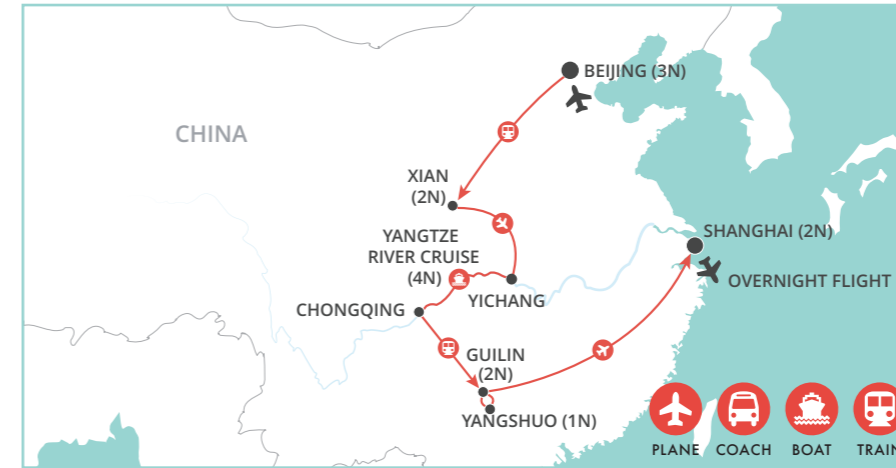 BEIJING (3N)
CHINA
XIAN
(2N)
YANGTZE
RIVER CRUISE
(4N)
SHANGHAI (2N)
OVERNIGHT FLIGHT
YICHANG
CHONGQING
GUILIN
(2N)
YANGSHUO (1N)
PLANE COACH BOAT TRAIN